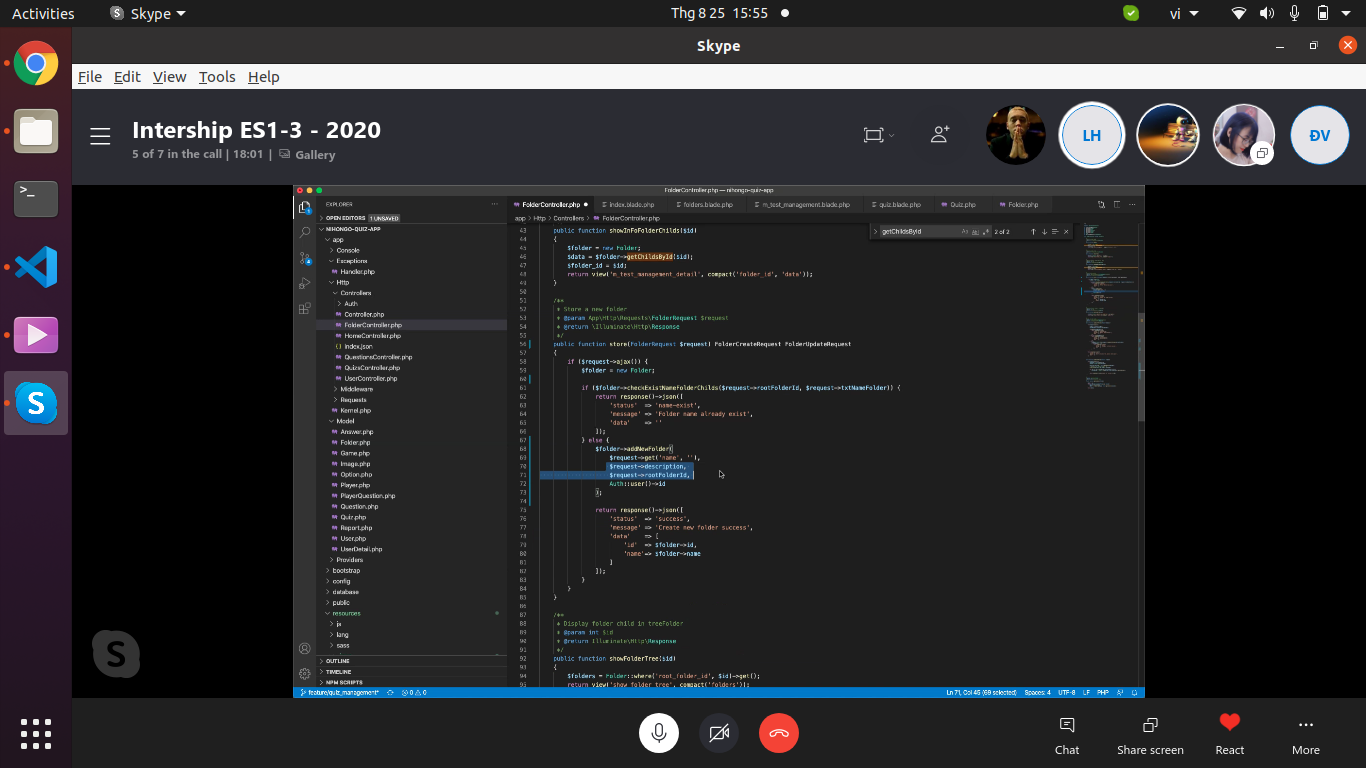 Activities
Skype
Thg 8 25 15:55
vi
Skype
File Edit View Tools Help
Intership ES1-3 - 2020
5 of 7 in the call | 18:01 | Gallery
LH
ĐV
FolderController.php — nihongo-quiz-app
EXPLORER
OPEN EDITORS 1 UNSAVED
NIHONGO-QUIZ-APP
app
Console
Exceptions
Handler.php
Http
Controllers
Auth
Controller.php
FolderController.php
HomeController.php
index.json
QuestionsController.php
QuizsController.php
UserController.php
Middleware
Requests
Kernel.php
Model
Answer.php
Folder.php
Game.php
Image.php
Option.php
Player.php
PlayerQuestion.php
Question.php
Quiz.php
Report.php
User.php
UserDetail.php
Providers
bootstrap
config
database
public
resources
js
lang
sass
OUTLINE
TIMELINE
NPM SCRIPTS
FolderController.php index.blade.php folders.blade.php m_test_management.blade.php quiz.blade.php Quiz.php Folder.php
app > Http > Controllers > FolderController.php
getChildsById Aa 2 of 2
43 public function showInFoFolderChilds($id)
44 {
45 $folder = new Folder;
46 $data = $folder->getChildsById($id);
47 $folder_id = $id;
48 return view('m_test_management_detail', compact('folder_id', 'data'));
49 }
50
51 /**
52 * Store a new folder
53 * @param App\Http\Requests\FolderRequest $request
54 * @return \Illuminate\Http\Response
55 */
56 public function store(FolderRequest $request) FolderCreateRequest FolderUpdateRequest
57 {
58 if ($request->ajax()) {
59 $folder = new Folder;
60
61 if ($folder->checkExistNameFolderChilds($request->rootFolderId, $request->txtNameFolder)) {
62 return response()->json([
63 'status' => 'name-exist',
64 'message' => 'Folder name already exist',
65 'data' => ''
66 ]);
67 } else {
68 $folder->addNewFolder(
69 $request->get('name', ''),
70 $request->description,
71 $request->rootFolderId,
72 Auth::user()->id
73 );
74
75 return response()->json([
76 'status' => 'success',
77 'message' => 'Create new folder success',
78 'data' => [
79 'id' => $folder->id,
80 'name'=> $folder->name
81 ]
82 ]);
83 }
84 }
85 }
86
87 /**
88 * Display folder child in treeFolder
89 * @param int $id
90 * @return Illuminate\Http\Response
91 */
92 public function showFolderTree($id)
93 {
94 $folders = Folder::where('root_folder_id', $id)->get();
95 return view('show_folder_tree', compact('folders'));
feature/quiz_management* 0 0 Ln 71, Col 45 (69 selected) Spaces: 4 UTF-8 LF PHP
Chat
Share screen
React
More